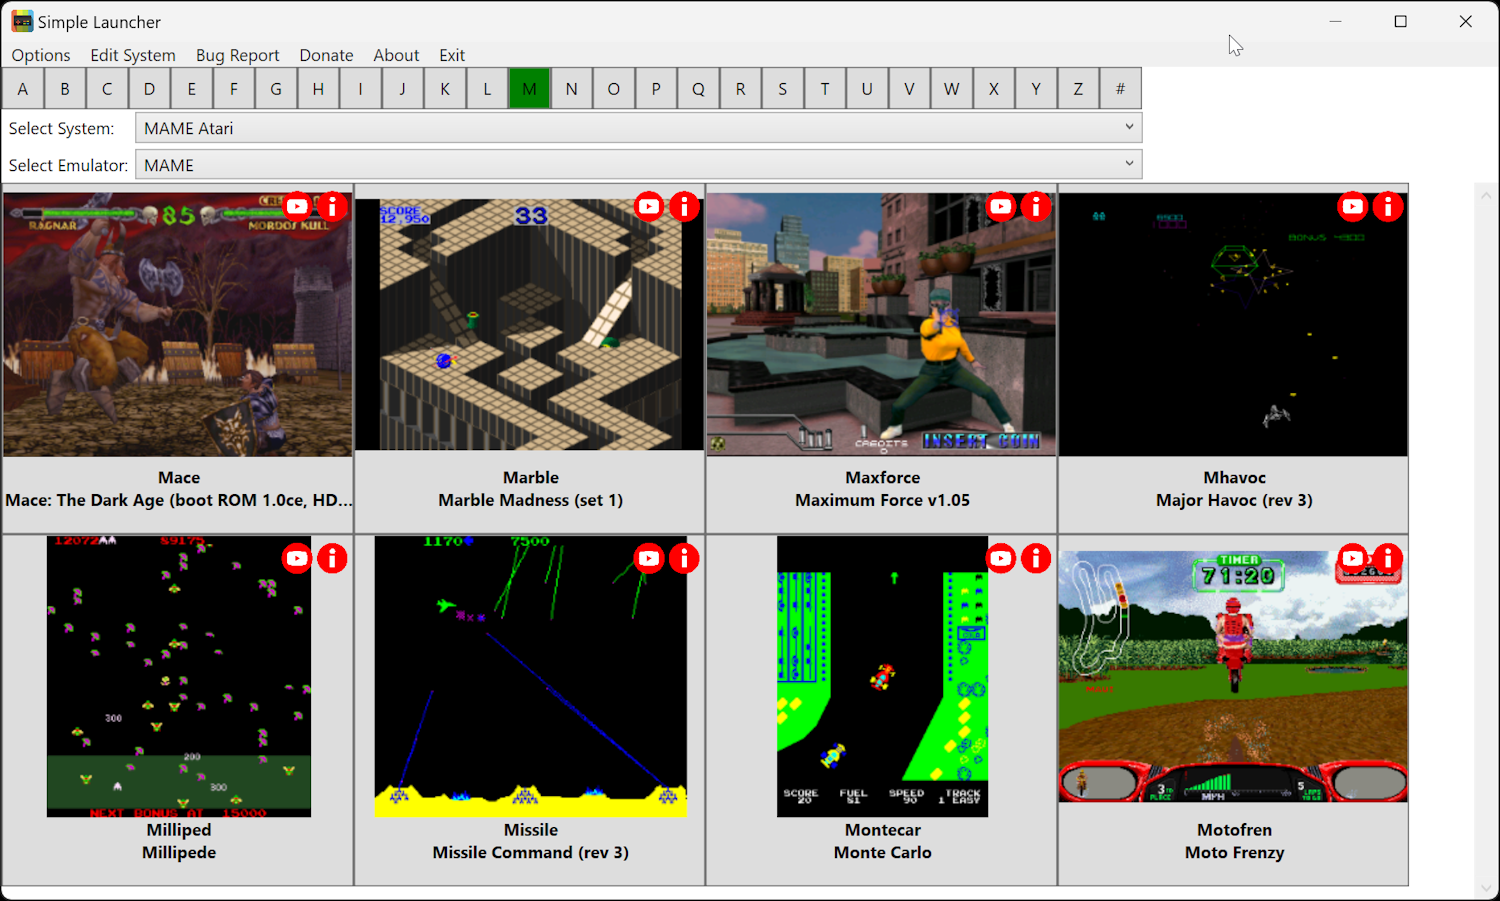 Simple Launcher
Options Edit System Bug Report Donate About Exit
A B C D E F G H I J K L M N O P Q R S T U V W X Y Z #
Select System: MAME Atari
Select Emulator: MAME
85
RAGNAR
MORDOS KULL
SCORE
12,950
33
CREDITS
0
INSERT COIN
BONUS
Mace
Mace: The Dark Age (boot ROM 1.0ce, HD...
Marble
Marble Madness (set 1)
Maxforce
Maximum Force v1.05
Mhavoc
Major Havoc (rev 3)
12072 89175
300
200
300
NEXT BONUS AT 15000
1170 7500
SCORE FUEL SPEED TRACK
20 81 90 1 EASY
TIMER
71:20
3RD
PLACE
MPH
5
Milliped
Millipede
Missile
Missile Command (rev 3)
Montecar
Monte Carlo
Motofren
Moto Frenzy